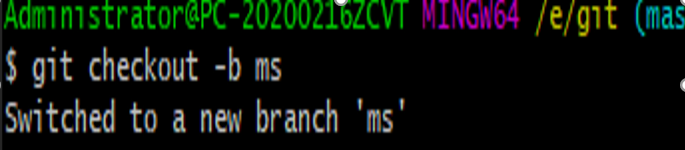 Administrator@PC-20200216ZCVT MINGW64 /e/git (mas
$ git checkout -b ms
Switched to a new branch 'ms'